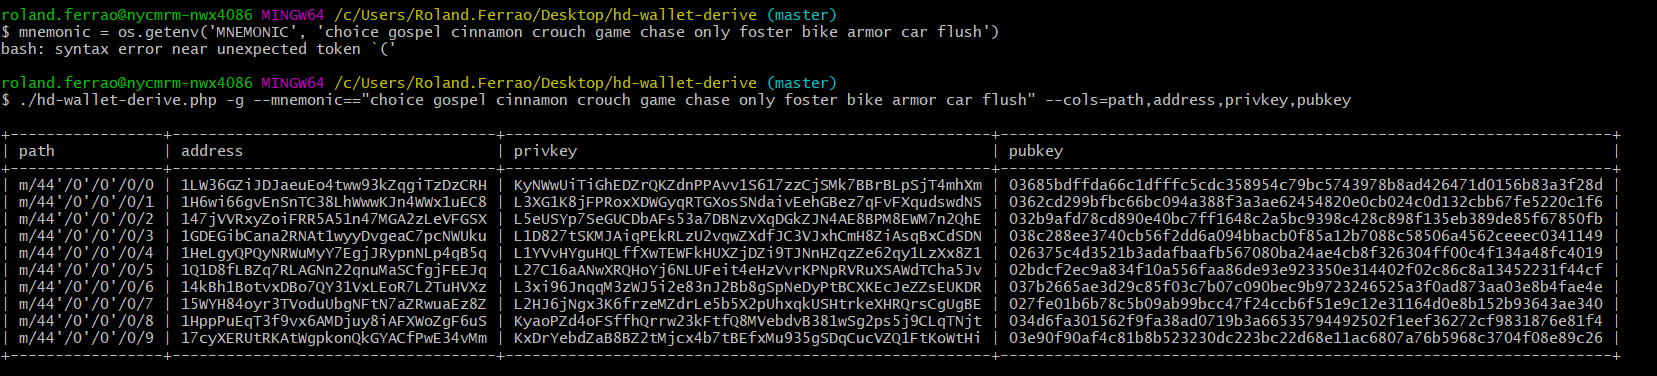 roland.ferrao@nycmrm-nwx4086 MINGW64 /c/Users/Roland.Ferrao/Desktop/hd-wallet-derive (master)
$ mnemonic = os.getenv('MNEMONIC', 'choice gospel cinnamon crouch game chase only foster bike armor car flush')
bash: syntax error near unexpected token `('
roland.ferrao@nycmrm-nwx4086 MINGW64 /c/Users/Roland.Ferrao/Desktop/hd-wallet-derive (master)
$ ./hd-wallet-derive.php -g --mnemonic=="choice gospel cinnamon crouch game chase only foster bike armor car flush" --cols=path,address,privkey,pubkey
+-----------------+------------------------------------+------------------------------------------------------+--------------------------------------------------------------------+
| path | address | privkey | pubkey |
+-----------------+------------------------------------+------------------------------------------------------+--------------------------------------------------------------------+
| m/44'/0'/0'/0/0 | 1LW36GZiJDJaeuEo4tww93kZqgiTzDzCRH | KyNWwUiTiGhEDZrQKZdnPPAvv1S617zzCjSMk7BBrBLpSjT4mhXm | 03685bdffda66c1dfffc5cdc358954c79bc5743978b8ad426471d0156b83a3f28d |
| m/44'/0'/0'/0/1 | 1H6wi66gvEnSnTC38LhWwwKJn4WWx1uEC8 | L3XG1K8jFPRoxXDWGyqRTGXosSNdaivEehGBez7qFvFXqudswdNS | 0362cd299bfbc66bc094a388f3a3ae62454820e0cb024c0d132cbb67fe5220c1f6 |
| m/44'/0'/0'/0/2 | 147jVVRxyZoiFRR5A51n47MGA2zLeVFGSX | L5eUSYp7SeGUCDbAFs53a7DBNzvXqDGkZJN4AE8BPM8EWM7n2QhE | 032b9afd78cd890e40bc7ff1648c2a5bc9398c428c898f135eb389de85f67850fb |
| m/44'/0'/0'/0/3 | 1GDEGibCana2RNAt1wyyDvgeaC7pcNWUku | L1D827tSKMJAiqPEkRLzU2vqwZXdfJC3VJxhCmH8ZiAsqBxCdSDN | 038c288ee3740cb56f2dd6a094bbacb0f85a12b7088c58506a4562ceeec0341149 |
| m/44'/0'/0'/0/4 | 1HeLgyQPQyNRWuMyY7EgjJRypnNLp4qB5q | L1YVvHYguHQLffXwTEWFkHUXZjDZi9TJNnHZqzZe62qy1LzXx8Z1 | 026375c4d3521b3adafbaafb567080ba24ae4cb8f326304ff00c4f134a48fc4019 |
| m/44'/0'/0'/0/5 | 1Q1D8fLBZq7RLAGNn22qnuMaSCfgjFEEJq | L27C16aANwXRQHoYj6NLUFeit4eHzVvrKPNpRVRuXSAWdTCha5Jv | 02bdcf2ec9a834f10a556faa86de93e923350e314402f02c86c8a13452231f44cf |
| m/44'/0'/0'/0/6 | 14kBh1BotvxDBo7QY31VxLEoR7L2TuHVXz | L3xi96JnqqM3zWJ5i2e83nJ2Bb8gSpNeDyPtBCXKEcJeZZsEUKDR | 037b2665ae3d29c85f03c7b07c090bec9b9723246525a3f0ad873aa03e8b4fae4e |
| m/44'/0'/0'/0/7 | 15WYH84oyr3TVoduUbgNFtN7aZRwuaEz8Z | L2HJ6jNgx3K6frzeMZdrLe5b5X2pUhxqkUSHtrkeXHRQrsCgUgBE | 027fe01b6b78c5b09ab99bcc47f24ccb6f51e9c12e31164d0e8b152b93643ae340 |
| m/44'/0'/0'/0/8 | 1HppPuEqT3f9vx6AMDjuy8iAFXWoZgF6uS | KyaoPZd4oFSffhQrrw23kFtfQ8MVebdvB381wSg2ps5j9CLqTNjt | 034d6fa301562f9fa38ad0719b3a66535794492502f1eef36272cf9831876e81f4 |
| m/44'/0'/0'/0/9 | 17cyXERUtRKAtWgpkonQkGYACfPwE34vMm | KxDrYebdZaB8BZ2tMjcx4b7tBEfxMu935gSDqCucVZQ1FtKoWtHi | 03e90f90af4c81b8b523230dc223bc22d68e11ac6807a76b5968c3704f08e89c26 |
+-----------------+------------------------------------+------------------------------------------------------+--------------------------------------------------------------------+